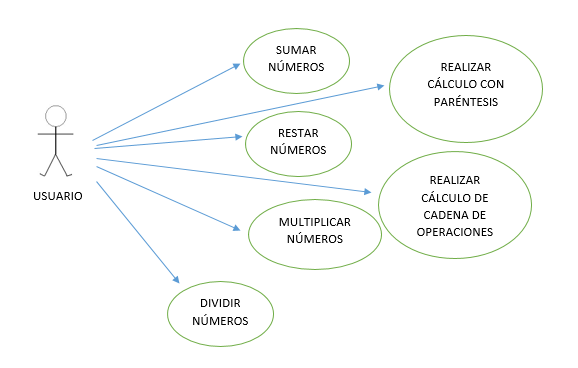 SUMAR
NÚMEROS
REALIZAR
CÁLCULO CON
PARÉNTESIS
RESTAR
NÚMEROS
USUARIO
REALIZAR
CÁLCULO DE
CADENA DE
OPERACIONES
MULTIPLICAR
NÚMEROS
DIVIDIR
NÚMEROS